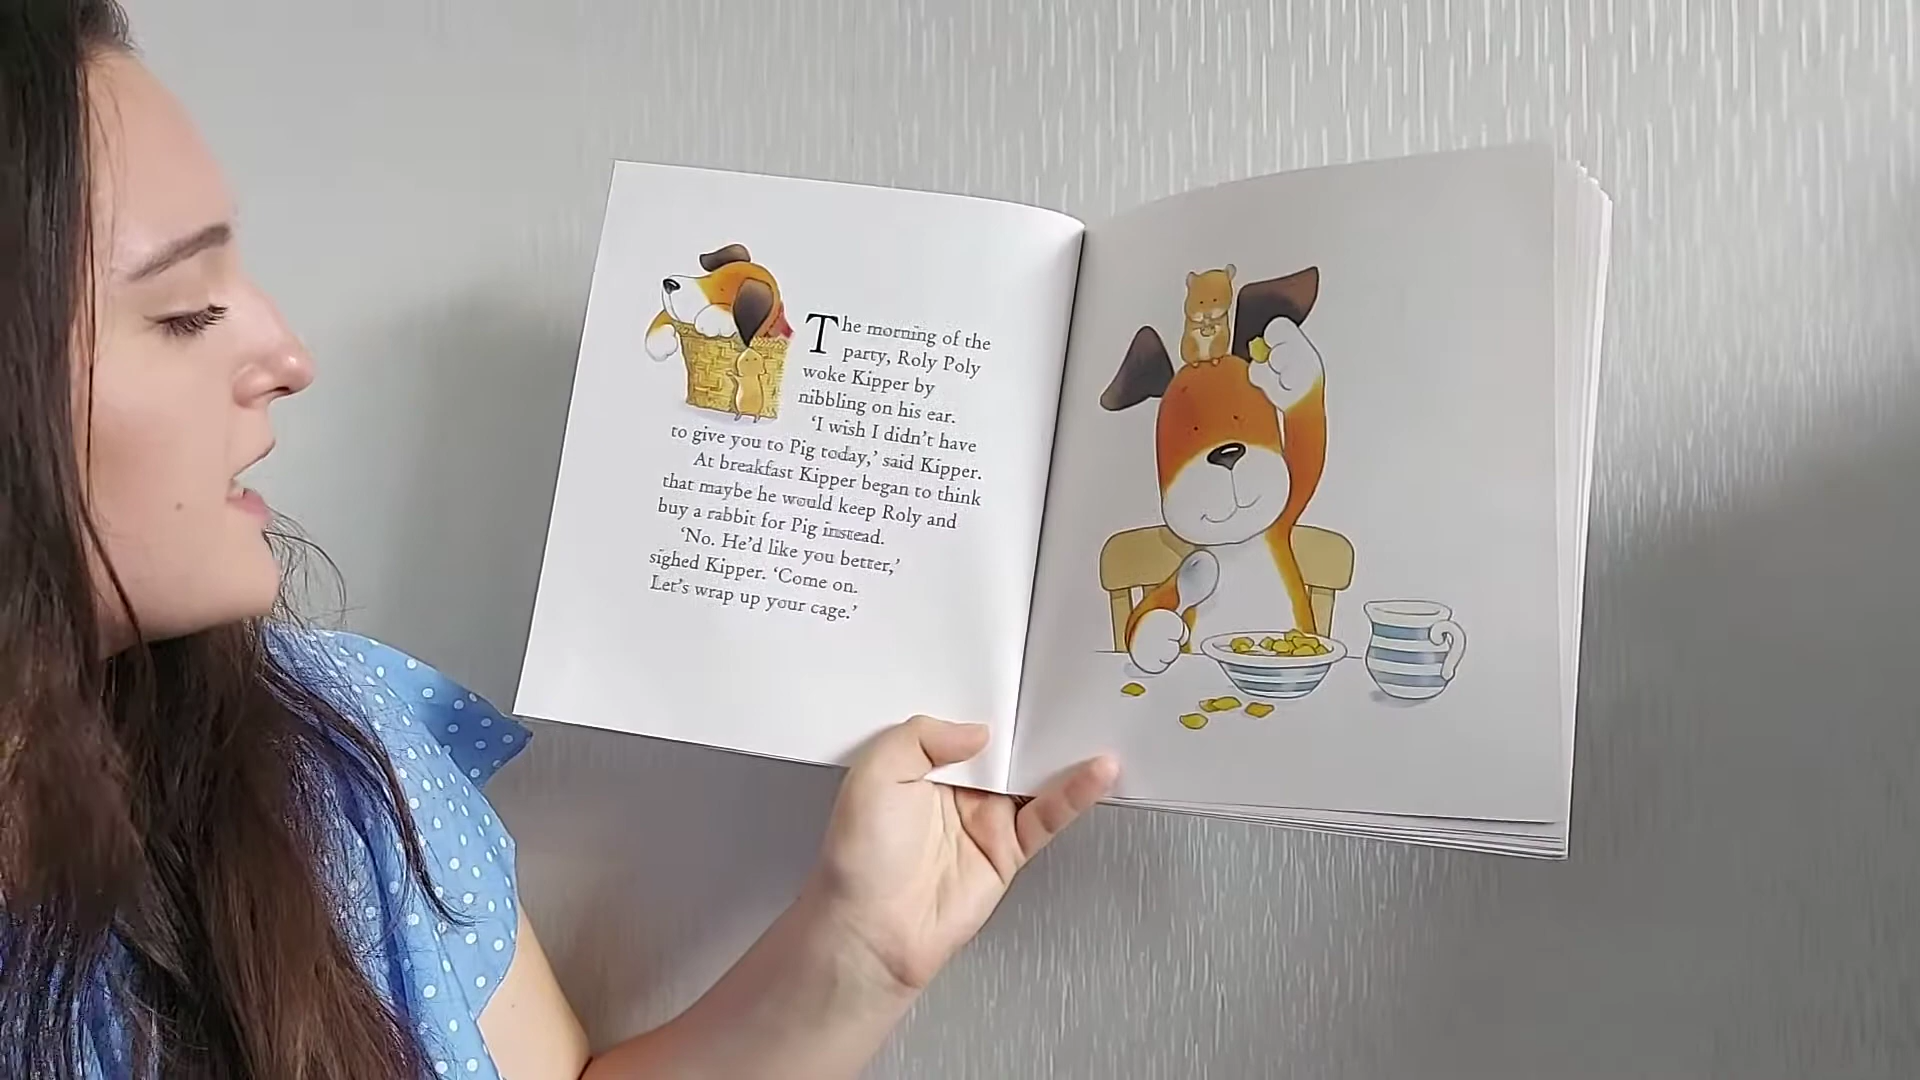 The morning of the
party, Roly Poly
woke Kipper by
nibbling on his ear.
‘I wish I didn’t have
to give you to Pig today,’ said Kipper.
At breakfast Kipper began to think
that maybe he would keep Roly and
buy a rabbit for Pig instead.
‘No. He’d like you better,’
sighed Kipper. ‘Come on.
Let’s wrap up your cage.’